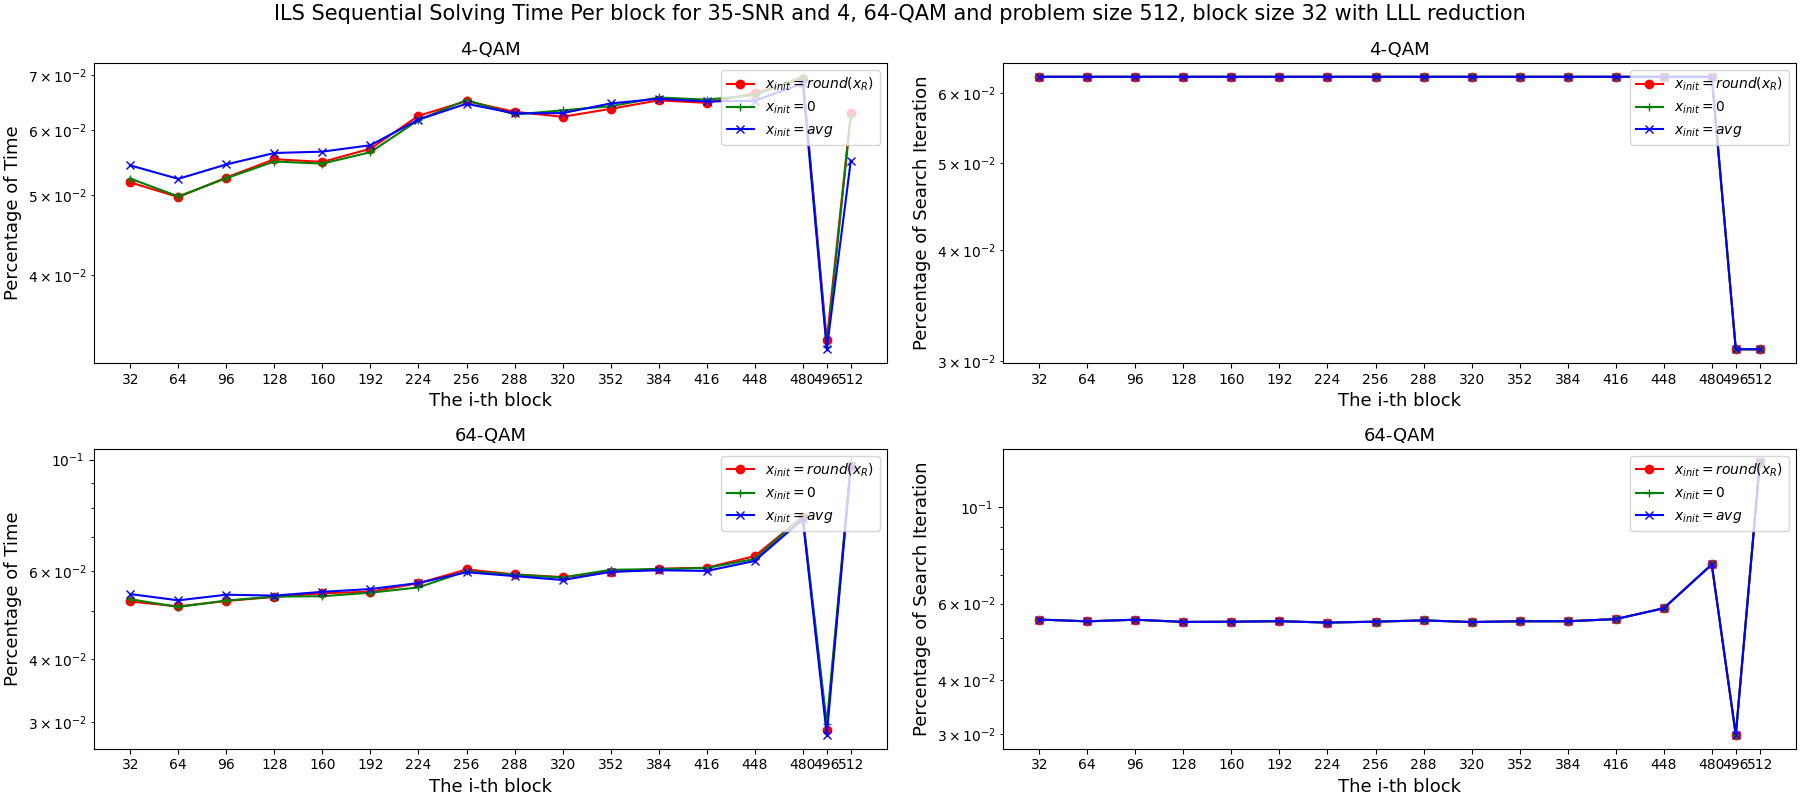 ILS Sequential Solving Time Per block for 35-SNR and 4, 64-QAM and problem size 512, block size 32 with LLL reduction
4-QAM
Percentage of Time
7 × 10⁻²
6 × 10⁻²
5 × 10⁻²
4 × 10⁻²
x_init = round(x_R)
x_init = 0
x_init = avg
32 64 96 128 160 192 224 256 288 320 352 384 416 448 480 496 512
The i-th block
4-QAM
Percentage of Search Iteration
6 × 10⁻²
5 × 10⁻²
4 × 10⁻²
3 × 10⁻²
x_init = round(x_R)
x_init = 0
x_init = avg
32 64 96 128 160 192 224 256 288 320 352 384 416 448 480 496 512
The i-th block
64-QAM
Percentage of Time
10⁻¹
6 × 10⁻²
4 × 10⁻²
3 × 10⁻²
x_init = round(x_R)
x_init = 0
x_init = avg
32 64 96 128 160 192 224 256 288 320 352 384 416 448 480 496 512
The i-th block
64-QAM
Percentage of Search Iteration
10⁻¹
6 × 10⁻²
4 × 10⁻²
3 × 10⁻²
x_init = round(x_R)
x_init = 0
x_init = avg
32 64 96 128 160 192 224 256 288 320 352 384 416 448 480 496 512
The i-th block